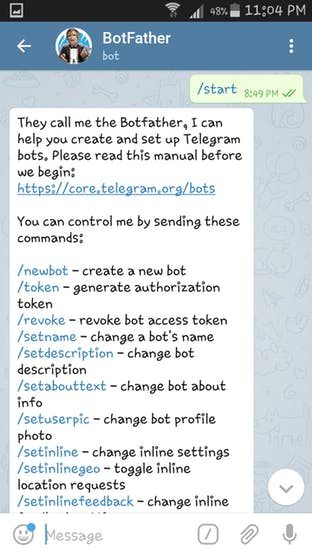 48% 11:04 PM
BotFather
bot
/start 8:49 PM
They call me the Botfather, I can
help you create and set up Telegram
bots. Please read this manual before
we begin:
https://core.telegram.org/bots
You can control me by sending these
commands:
/newbot – create a new bot
/token – generate authorization
token
/revoke – revoke bot access token
/setname – change a bot's name
/setdescription – change bot
description
/setabouttext – change bot about
info
/setuserpic – change bot profile
photo
/setinline – change inline settings
/setinlinegeo – toggle inline
location requests
/setinlinefeedback – change inline
Message